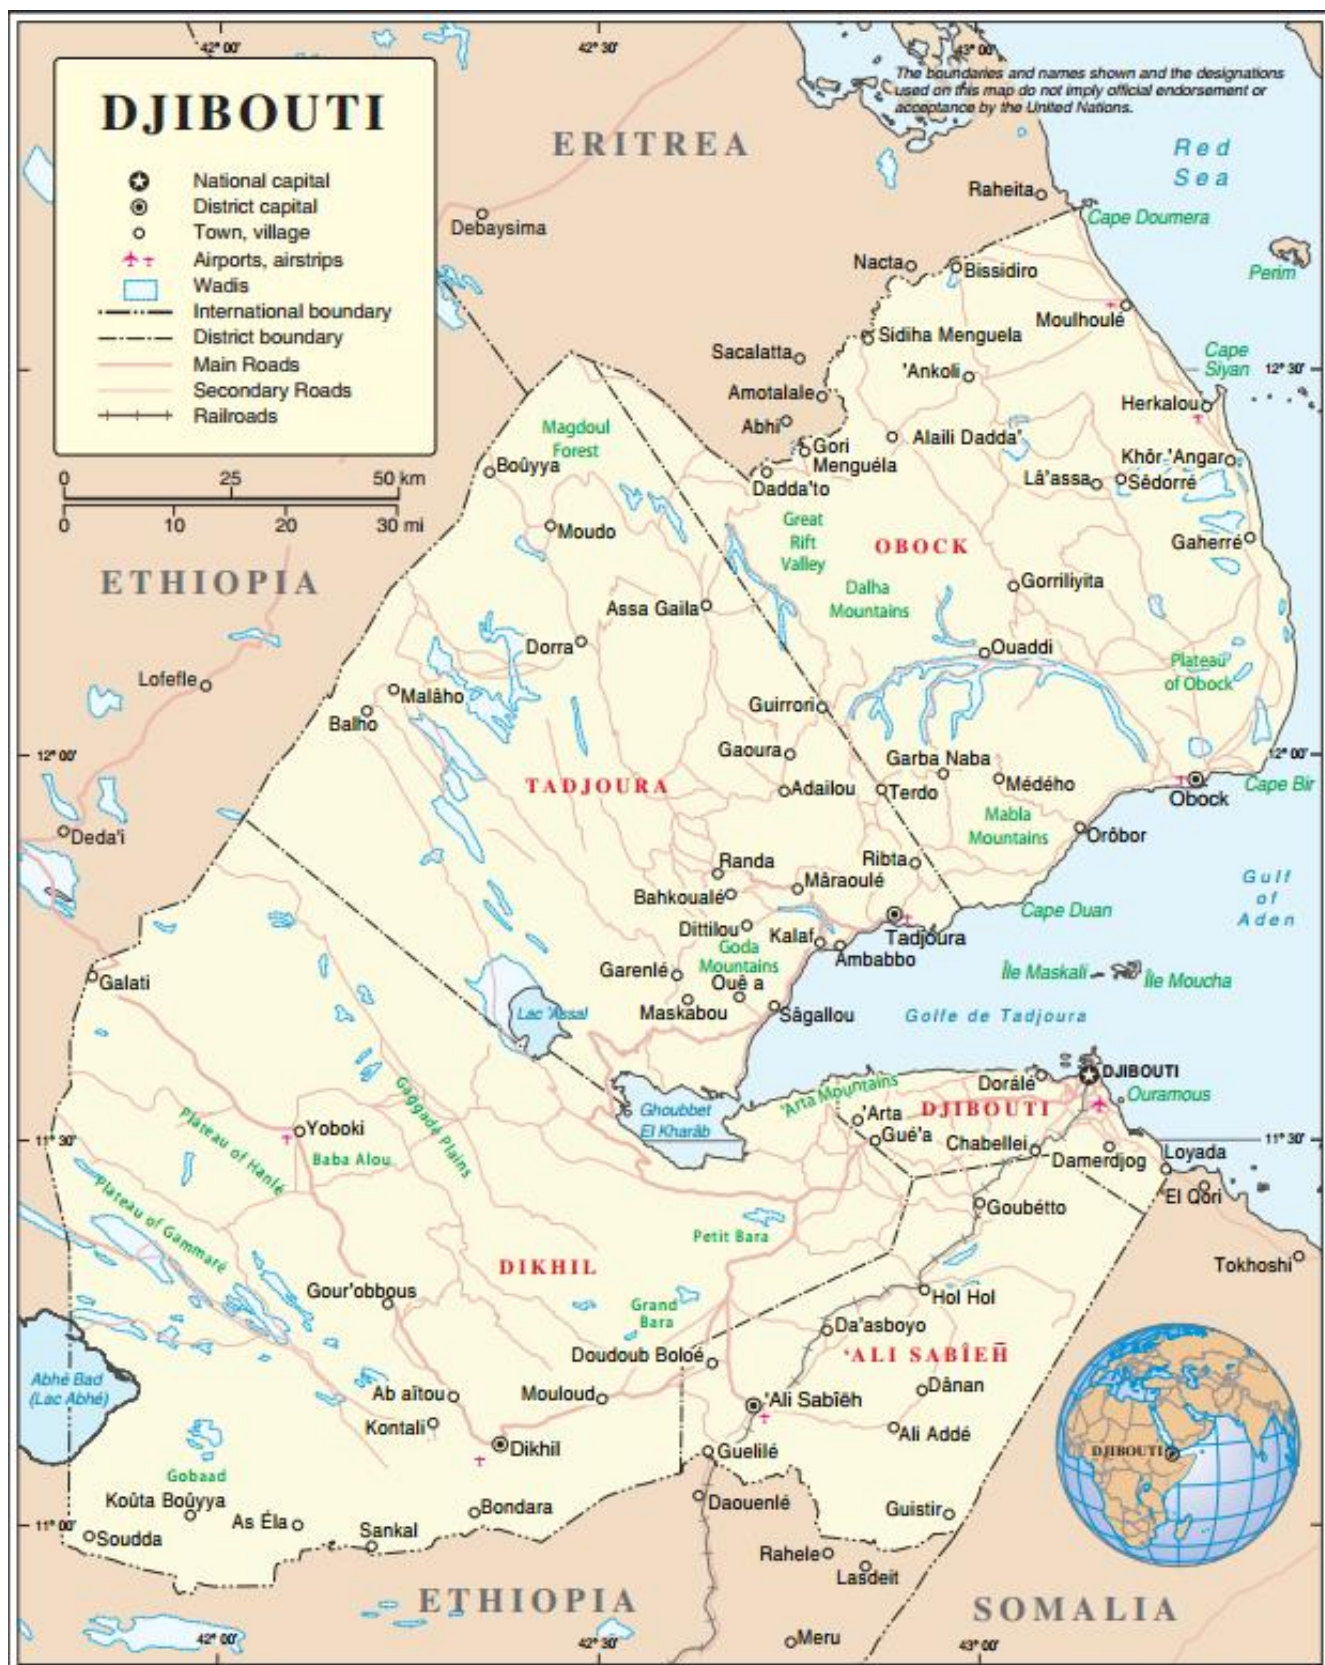 42° 00'
42° 30'
43° 00'
DJIBOUTI
National capital
District capital
Town, village
Airports, airstrips
Wadis
International boundary
District boundary
Main Roads
Secondary Roads
Railroads
0 25 50 km
0 10 20 30 mi
The boundaries and names shown and the designations
used on this map do not imply official endorsement or
acceptance by the United Nations.
ERITREA
Red
Sea
Raheita
Cape Doumera
Debaysima
Nacta
Bissidiro
Perim
Moulhoulé
Sidiha Menguela
Sacalatta
Cape
Siyan
12° 30'
'Ankoli
Amotalale
Herkalou
Abhî
Magdoul
Forest
Alaili Dadda'
Gori
Menguéla
Khôr 'Angar
Boûyya
Dadda'to
Lâ'assa
Sêdorré
Moudo
Great
Rift
Valley
OBOCK
Gaherré
ETHIOPIA
Dalha
Mountains
Gorriliyita
Assa Gaila
Dorra
Ouaddi
Lofefle
Malâho
Plateau
of Obock
Balho
Guirrori
12° 00'
Gaoura
Garba Naba
12° 00'
TADJOURA
Adailou
Terdo
Médého
Obock
Cape Bir
Deda'i
Mabla
Mountains
Orôbor
Randa
Ribta
Bahkoualé
Mâraoulé
Gulf
of
Aden
Cape Duan
Dittilou
Kalaf
Tadjoura
Goda
Mountains
Ambabbo
Garenlé
Galati
Île Maskali
Île Moucha
Ouê a
Maskabou
Sâgallou
Lac 'Assal
Golfe de Tadjoura
Dorâlé
DJIBOUTI
Ouramous
'Arta Mountains
Ghoubbet
El Kharâb
'Arta
DJIBOUTI
Gaggadé Plains
Plateau of Hanlé
Yoboki
Baba Alou
Gué'a
Chabellei
11° 30'
11° 30'
Damerdjog
Loyada
El Qori
Plateau of Gammaré
Goubétto
Petit Bara
Tokhoshi
DIKHIL
Gour'obbous
Hol Hol
Grand
Bara
Da'asboyo
Doudoub Boloé
'ALI SABÎEH
Abhé Bad
(Lac Abhé)
Ab aîtou
Mouloud
'Ali Sabîëh
Dânan
Kontali
Dikhil
Ali Addé
Guelilé
DJIBOUTI
Gobaad
Koûta Boûyya
Bondara
Daouenlé
Guistir
11° 00'
Soudda
As Éla
Sankal
Rahele
Lasdeit
ETHIOPIA
SOMALIA
Meru
42° 00'
42° 30'
43° 00'